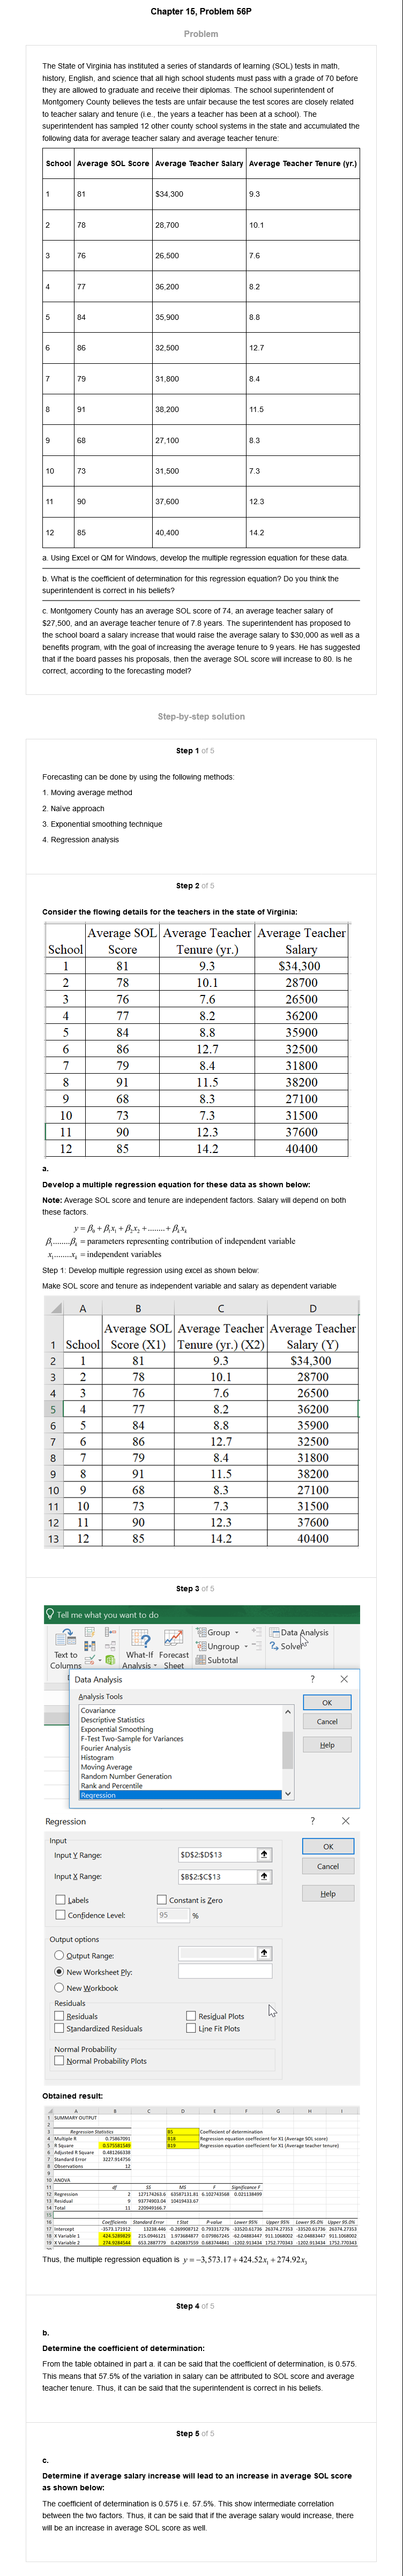 Chapter 15, Problem 56P
Problem
The State of Virginia has instituted a series of standards of learning (SOL) tests in math,
history, English, and science that all high school students must pass with a grade of 70 before
they are allowed to graduate and receive their diplomas. The school superintendent of
Montgomery County believes the tests are unfair because the test scores are closely related
to teacher salary and tenure (i.e., the years a teacher has been at a school). The
superintendent has sampled 12 other county school systems in the state and accumulated the
following data for average teacher salary and average teacher tenure:
School Average SOL Score Average Teacher Salary Average Teacher Tenure (yr.)
1 81 $34,300 9.3
2 78 28,700 10.1
3 76 26,500 7.6
4 77 36,200 8.2
5 84 35,900 8.8
6 86 32,500 12.7
7 79 31,800 8.4
8 91 38,200 11.5
9 68 27,100 8.3
10 73 31,500 7.3
11 90 37,600 12.3
12 85 40,400 14.2
a. Using Excel or QM for Windows, develop the multiple regression equation for these data.
b. What is the coefficient of determination for this regression equation? Do you think the
superintendent is correct in his beliefs?
c. Montgomery County has an average SOL score of 74, an average teacher salary of
$27,500, and an average teacher tenure of 7.8 years. The superintendent has proposed to
the school board a salary increase that would raise the average salary to $30,000 as well as a
benefits program, with the goal of increasing the average tenure to 9 years. He has suggested
that if the board passes his proposals, then the average SOL score will increase to 80. Is he
correct, according to the forecasting model?
Step-by-step solution
Step 1 of 5
Forecasting can be done by using the following methods:
1. Moving average method
2. Naïve approach
3. Exponential smoothing technique
4. Regression analysis
Step 2 of 5
Consider the flowing details for the teachers in the state of Virginia:
Average SOL Average Teacher Average Teacher
School Score Tenure (yr.) Salary
1 81 9.3 $34,300
2 78 10.1 28700
3 76 7.6 26500
4 77 8.2 36200
5 84 8.8 35900
6 86 12.7 32500
7 79 8.4 31800
8 91 11.5 38200
9 68 8.3 27100
10 73 7.3 31500
11 90 12.3 37600
12 85 14.2 40400
a.
Develop a multiple regression equation for these data as shown below:
Note: Average SOL score and tenure are independent factors. Salary will depend on both
these factors.
y = β₀ + β₁x₁ + β₂x₂ +........+ βₖxₖ
β₁........βₖ = parameters representing contribution of independent variable
x₁........xₖ = independent variables
Step 1: Develop multiple regression using excel as shown below:
Make SOL score and tenure as independent variable and salary as dependent variable
A B C D
Average SOL Average Teacher Average Teacher
1 School Score (X1) Tenure (yr.) (X2) Salary (Y)
2 1 81 9.3 $34,300
3 2 78 10.1 28700
4 3 76 7.6 26500
5 4 77 8.2 36200
6 5 84 8.8 35900
7 6 86 12.7 32500
8 7 79 8.4 31800
9 8 91 11.5 38200
10 9 68 8.3 27100
11 10 73 7.3 31500
12 11 90 12.3 37600
13 12 85 14.2 40400
Step 3 of 5
Tell me what you want to do
Group Data Analysis
Ungroup Solver
Text to What-If Forecast Subtotal
Columns Analysis Sheet
Data Analysis ? X
Analysis Tools
OK
Covariance
Descriptive Statistics
Cancel
Exponential Smoothing
F-Test Two-Sample for Variances
Fourier Analysis
Help
Histogram
Moving Average
Random Number Generation
Rank and Percentile
Regression
Regression ? X
Input
OK
Input Y Range: $D$2:$D$13
Cancel
Input X Range: $B$2:$C$13
Help
Labels Constant is Zero
Confidence Level: 95 %
Output options
Output Range:
New Worksheet Ply:
New Workbook
Residuals
Residuals Residual Plots
Standardized Residuals Line Fit Plots
Normal Probability
Normal Probability Plots
Obtained result:
A B C D E F G H I
1 SUMMARY OUTPUT
2
3 Regression Statistics B5 Coefficient of determination
4 Multiple R 0.75867091 B18 Regression equation coefficient for X1 (Average SOL score)
5 R Square 0.575581549 B19 Regression equation coefficient for X1 (Average teacher tenure)
6 Adjusted R Square 0.481266338
7 Standard Error 3227.914756
8 Observations 12
9
10 ANOVA
11 df SS MS F Significance F
12 Regression 2 127174263.6 63587131.81 6.102743568 0.021138499
13 Residual 9 93774903.04 10419433.67
14 Total 11 220949166.7
15
16 Coefficients Standard Error t Stat P-value Lower 95% Upper 95% Lower 95.0% Upper 95.0%
17 Intercept -3573.171912 13238.446 -0.269908712 0.793317276 -33520.61736 26374.27353 -33520.61736 26374.27353
18 X Variable 1 424.5289829 215.0946121 1.973684877 0.079867245 -62.04883447 911.1068002 -62.04883447 911.1068002
19 X Variable 2 274.9284544 653.2887779 0.420837559 0.683744841 -1202.913434 1752.770343 -1202.913434 1752.770343
Thus, the multiple regression equation is y = −3,573.17 + 424.52x₁ + 274.92x₂
Step 4 of 5
b.
Determine the coefficient of determination:
From the table obtained in part a. it can be said that the coefficient of determination, is 0.575.
This means that 57.5% of the variation in salary can be attributed to SOL score and average
teacher tenure. Thus, it can be said that the superintendent is correct in his beliefs.
Step 5 of 5
c.
Determine if average salary increase will lead to an increase in average SOL score
as shown below:
The coefficient of determination is 0.575 i.e. 57.5%. This show intermediate correlation
between the two factors. Thus, it can be said that if the average salary would increase, there
will be an increase in average SOL score as well.